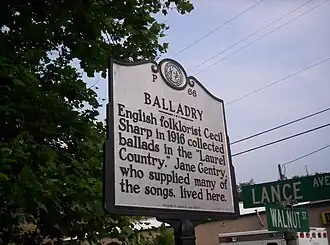 P
66
BALLADRY
English folklorist Cecil
Sharp in 1916 collected
ballads in the "Laurel
Country." Jane Gentry,
who supplied many of
the songs, lived here.
LANCE AVE
WALNUT ST